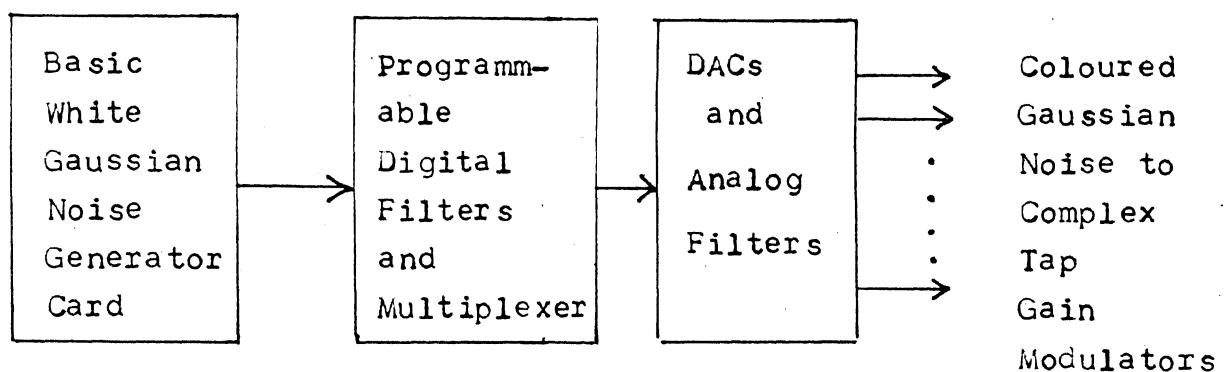 Basic
White
Gaussian
Noise
Generator
Card
Programm-
able
Digital
Filters
and
Multiplexer
DACs
and
Analog
Filters
Coloured
Gaussian
Noise to
Complex
Tap
Gain
Modulators